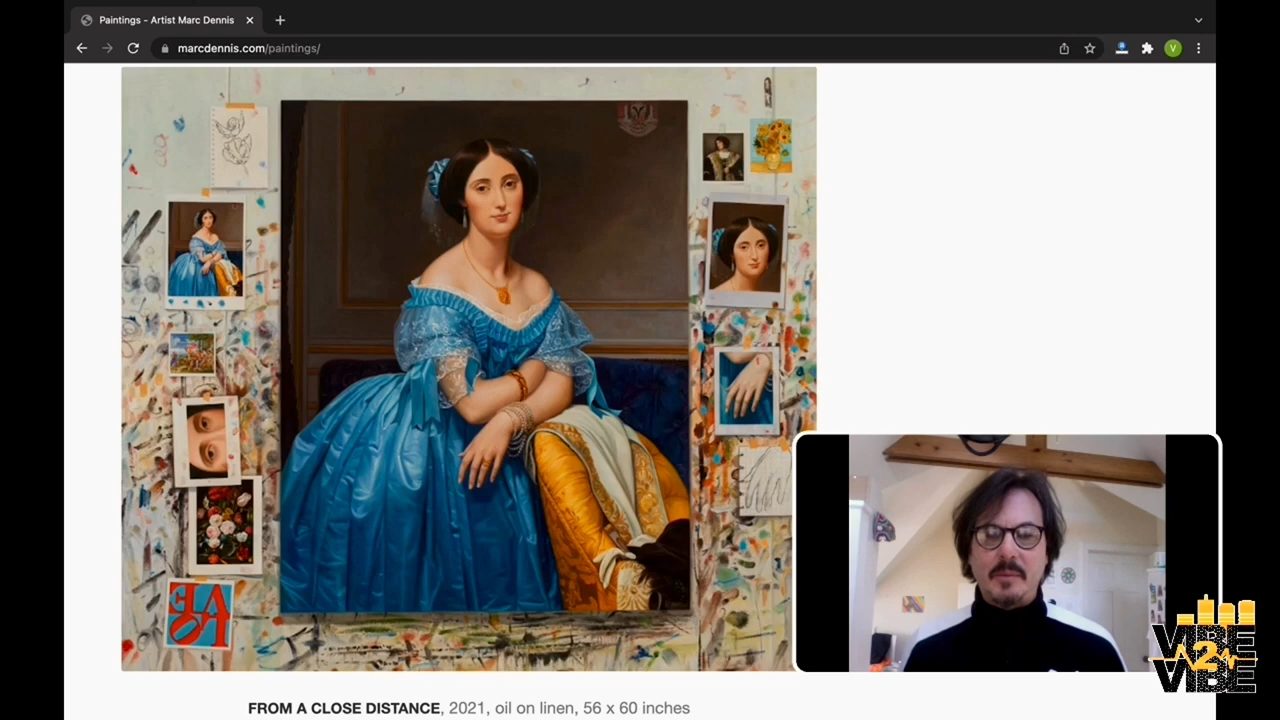 Paintings - Artist Marc Dennis
marcdennis.com/paintings/
V
FROM A CLOSE DISTANCE, 2021, oil on linen, 56 x 60 inches
VIBE
2
VIBE